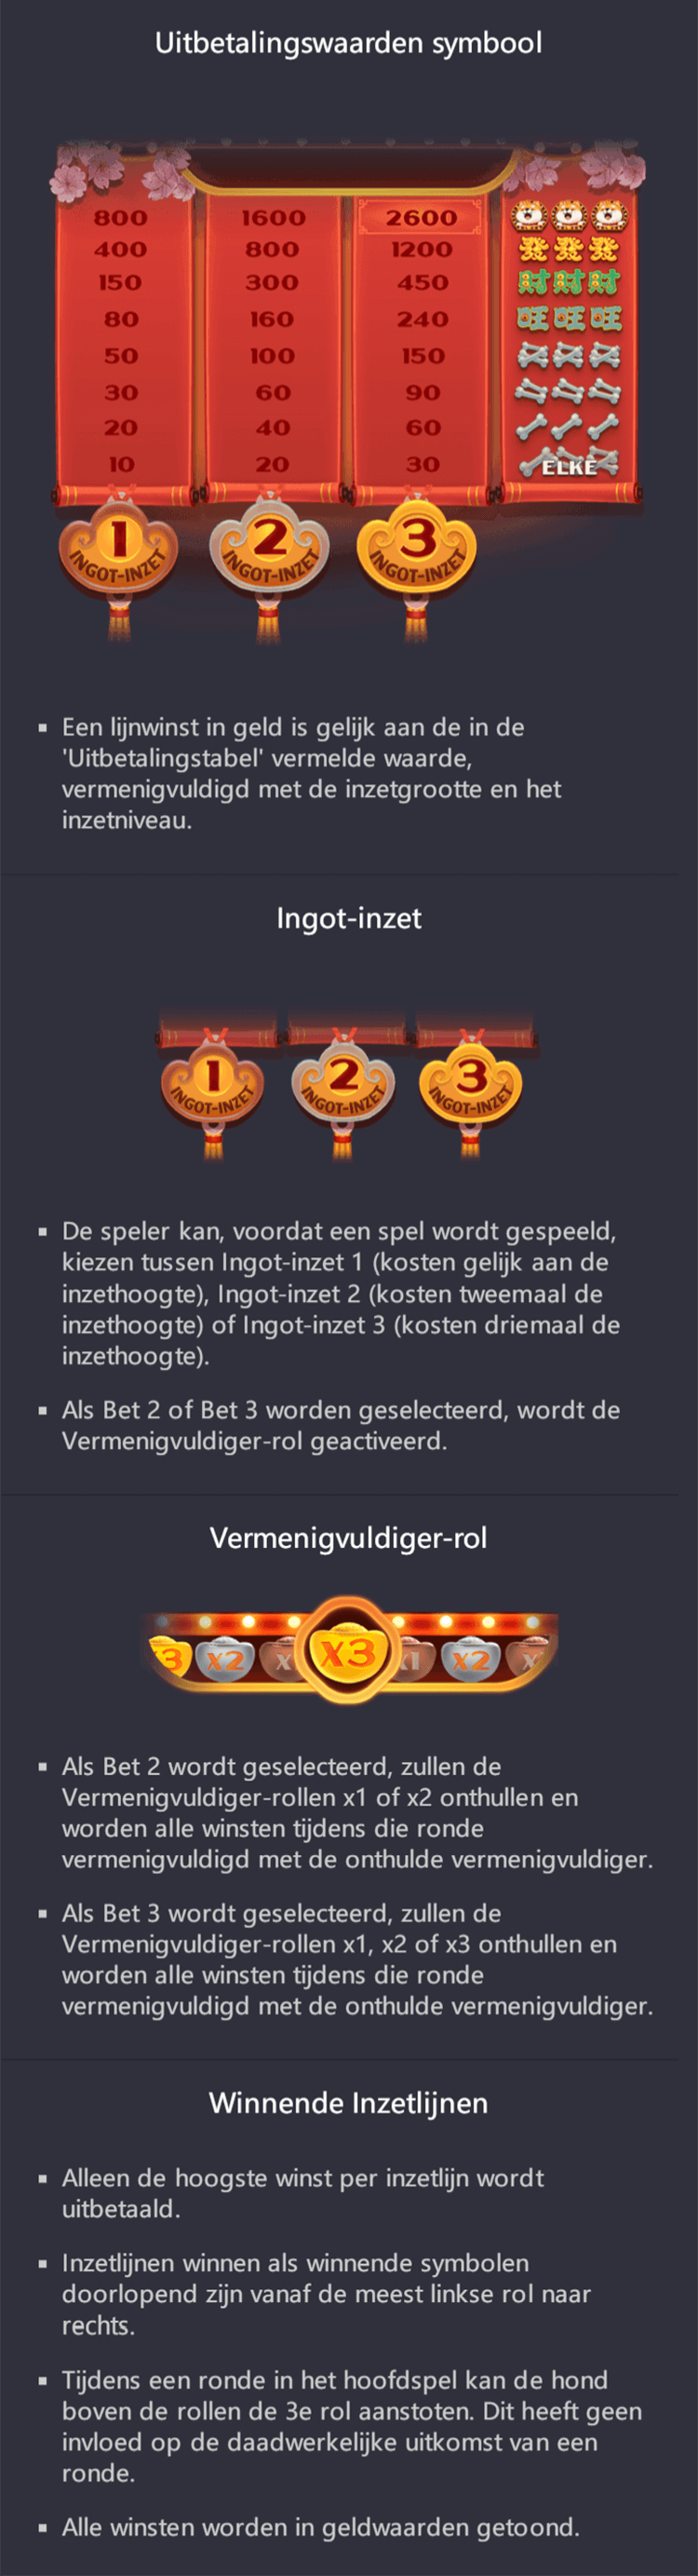 Uitbetalingswaarden symbool
800 1600 2600
400 800 1200 發 發 發
150 300 450 財 財 財
80 160 240 旺 旺 旺
50 100 150
30 60 90
20 40 60
10 20 30 ELKE
1 2 3
INGOT-INZET INGOT-INZET INGOT-INZET
▪ Een lijnwinst in geld is gelijk aan de in de
'Uitbetalingstabel' vermelde waarde,
vermenigvuldigd met de inzetgrootte en het
inzetniveau.
Ingot-inzet
1 2 3
INGOT-INZET INGOT-INZET INGOT-INZET
▪ De speler kan, voordat een spel wordt gespeeld,
kiezen tussen Ingot-inzet 1 (kosten gelijk aan de
inzethoogte), Ingot-inzet 2 (kosten tweemaal de
inzethoogte) of Ingot-inzet 3 (kosten driemaal de
inzethoogte).
▪ Als Bet 2 of Bet 3 worden geselecteerd, wordt de
Vermenigvuldiger-rol geactiveerd.
Vermenigvuldiger-rol
3 x2 x x3 x1 x2 x
▪ Als Bet 2 wordt geselecteerd, zullen de
Vermenigvuldiger-rollen x1 of x2 onthullen en
worden alle winsten tijdens die ronde
vermenigvuldigd met de onthulde vermenigvuldiger.
▪ Als Bet 3 wordt geselecteerd, zullen de
Vermenigvuldiger-rollen x1, x2 of x3 onthullen en
worden alle winsten tijdens die ronde
vermenigvuldigd met de onthulde vermenigvuldiger.
Winnende Inzetlijnen
▪ Alleen de hoogste winst per inzetlijn wordt
uitbetaald.
▪ Inzetlijnen winnen als winnende symbolen
doorlopend zijn vanaf de meest linkse rol naar
rechts.
▪ Tijdens een ronde in het hoofdspel kan de hond
boven de rollen de 3e rol aanstoten. Dit heeft geen
invloed op de daadwerkelijke uitkomst van een
ronde.
▪ Alle winsten worden in geldwaarden getoond.